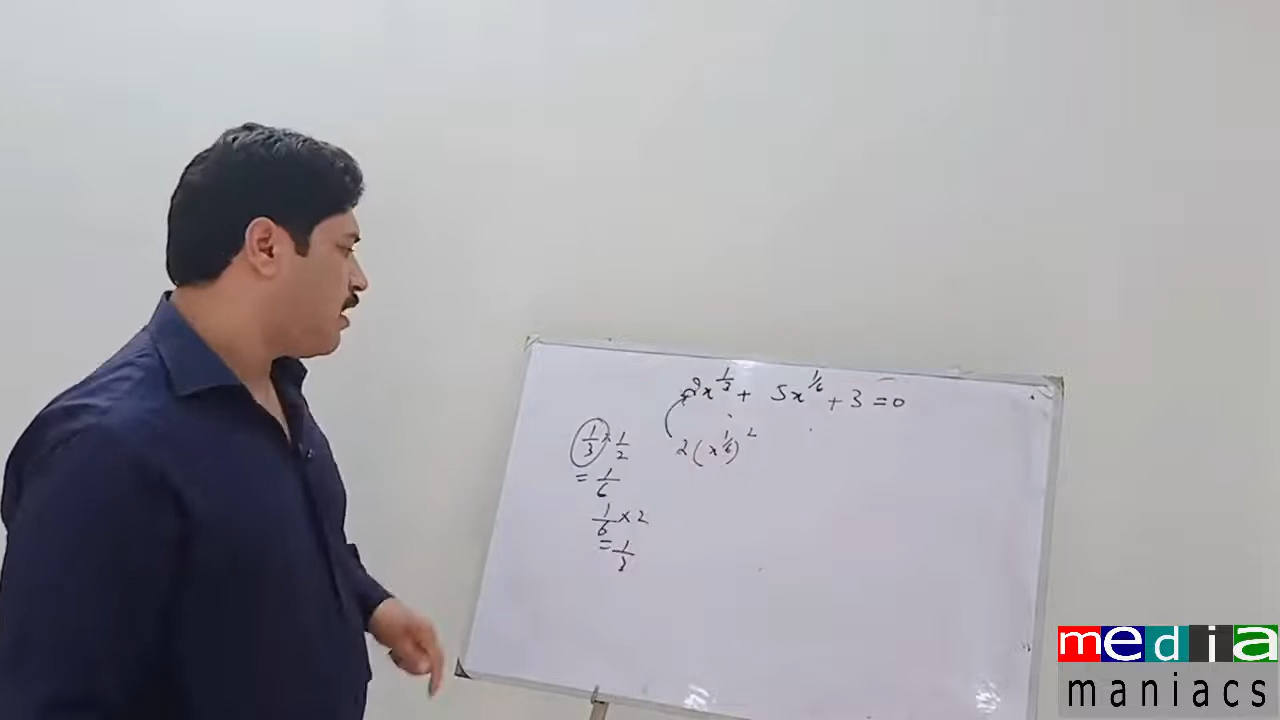 2x^1/3 + 5x^1/6 + 3 = 0
2(x^1/6)^2
1/3 × 1/2
= 1/6
1/6 × 2
= 1/3
media
maniacs